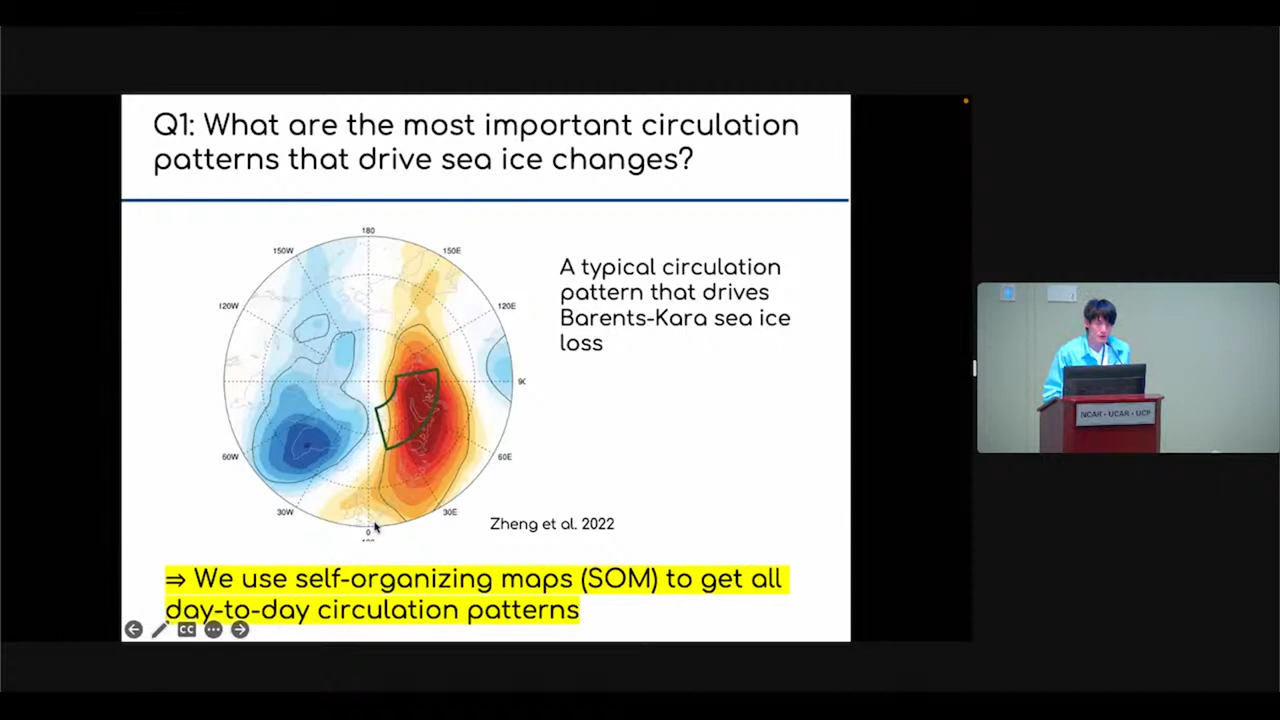 Q1: What are the most important circulation
patterns that drive sea ice changes?
180
150W
150E
120W
120E
9(
60W
60E
30W
30E
0
A typical circulation
pattern that drives
Barents-Kara sea ice
loss
Zheng et al. 2022
⇒ We use self-organizing maps (SOM) to get all
day-to-day circulation patterns
CC
NCAR • UCAR • UCP